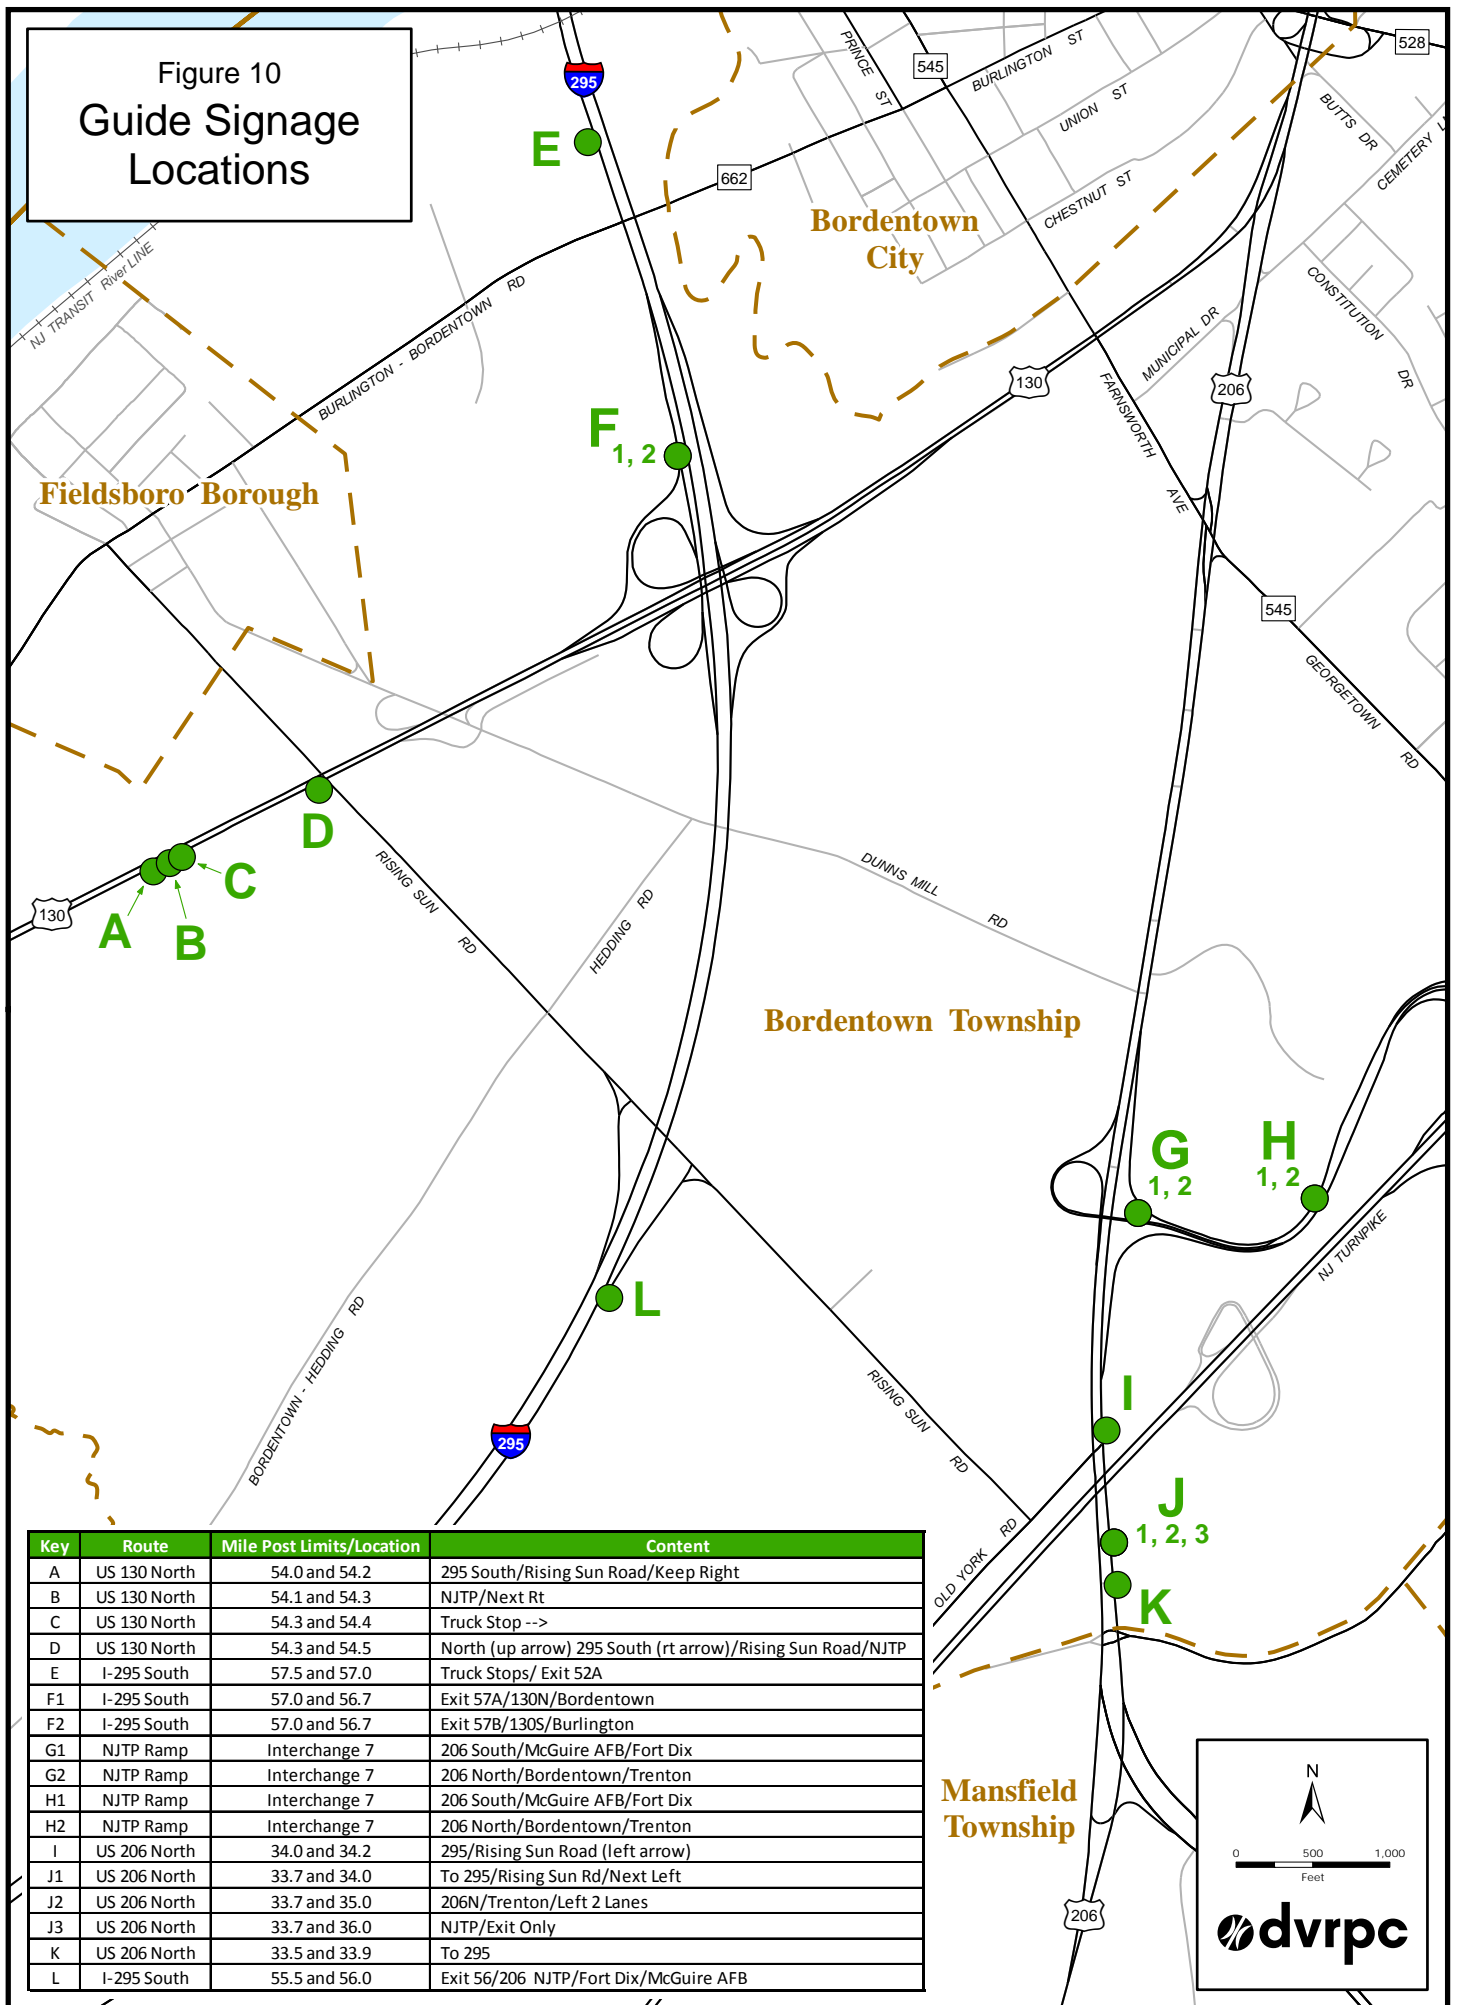 Figure 10
Guide Signage
Locations
295
E
PRINCE ST
545
BURLINGTON ST
528
UNION ST
BUTTS DR
662
CHESTNUT ST
Bordentown
City
NJ TRANSIT River LINE
BURLINGTON - BORDENTOWN RD
CONSTITUTION DR
MUNICIPAL DR
130
206
FARNSWORTH AVE
F
1, 2
Fieldsboro Borough
545
GEORGETOWN RD
D
C
A
B
130
RISING SUN RD
HEDDING RD
DUNNS MILL RD
Bordentown Township
G
1, 2
H
1, 2
NJ TURNPIKE
L
BORDENTOWN - HEDDING RD
RISING SUN RD
I
295
J
1, 2, 3
K
OLD YORK RD
Key Route Mile Post Limits/Location Content
A US 130 North 54.0 and 54.2 295 South/Rising Sun Road/Keep Right
B US 130 North 54.1 and 54.3 NJTP/Next Rt
C US 130 North 54.3 and 54.4 Truck Stop -->
D US 130 North 54.3 and 54.5 North (up arrow) 295 South (rt arrow)/Rising Sun Road/NJTP
E I-295 South 57.5 and 57.0 Truck Stops/ Exit 52A
F1 I-295 South 57.0 and 56.7 Exit 57A/130N/Bordentown
F2 I-295 South 57.0 and 56.7 Exit 57B/130S/Burlington
G1 NJTP Ramp Interchange 7 206 South/McGuire AFB/Fort Dix
G2 NJTP Ramp Interchange 7 206 North/Bordentown/Trenton
H1 NJTP Ramp Interchange 7 206 South/McGuire AFB/Fort Dix
H2 NJTP Ramp Interchange 7 206 North/Bordentown/Trenton
I US 206 North 34.0 and 34.2 295/Rising Sun Road (left arrow)
J1 US 206 North 33.7 and 34.0 To 295/Rising Sun Rd/Next Left
J2 US 206 North 33.7 and 35.0 206N/Trenton/Left 2 Lanes
J3 US 206 North 33.7 and 36.0 NJTP/Exit Only
K US 206 North 33.5 and 33.9 To 295
L I-295 South 55.5 and 56.0 Exit 56/206 NJTP/Fort Dix/McGuire AFB
Mansfield
Township
206
N
0 500 1,000
Feet
dvrpc
CEMETERY